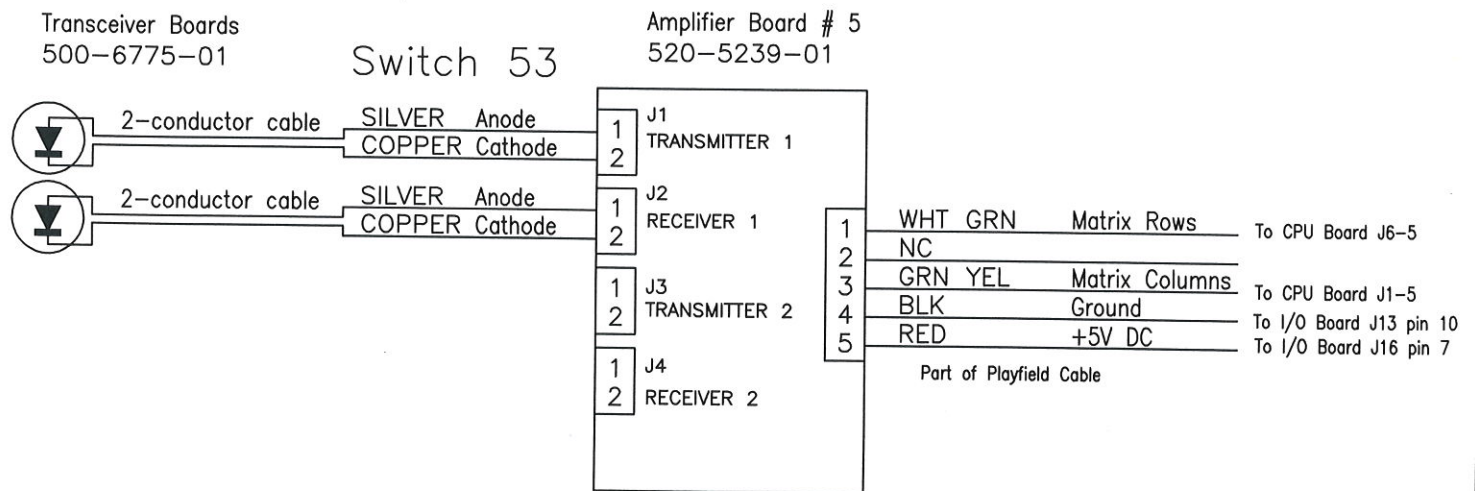 Transceiver Boards
500-6775-01
Switch 53
Amplifier Board # 5
520-5239-01
2-conductor cable
SILVER Anode
COPPER Cathode
1
2
J1
TRANSMITTER 1
2-conductor cable
SILVER Anode
COPPER Cathode
1
2
J2
RECEIVER 1
1
2
J3
TRANSMITTER 2
1
2
J4
RECEIVER 2
1 WHT GRN Matrix Rows To CPU Board J6-5
2 NC
3 GRN YEL Matrix Columns To CPU Board J1-5
4 BLK Ground To I/O Board J13 pin 10
5 RED +5V DC To I/O Board J16 pin 7
Part of Playfield Cable